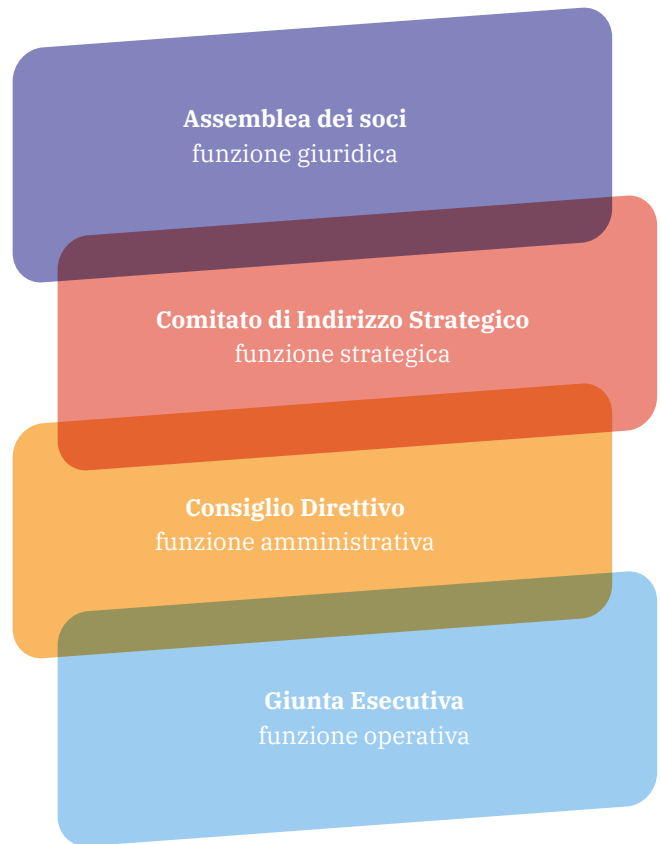 Assemblea dei soci
funzione giuridica
Comitato di Indirizzo Strategico
funzione strategica
Consiglio Direttivo
funzione amministrativa
Giunta Esecutiva
funzione operativa